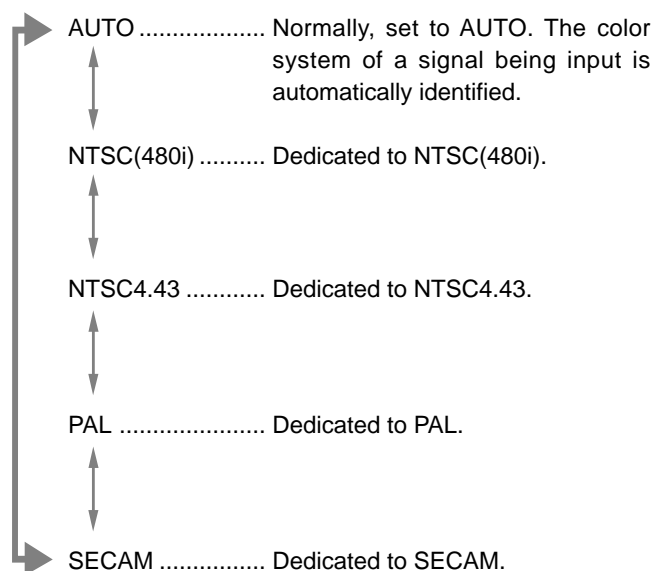 AUTO ................... Normally, set to AUTO. The color
system of a signal being input is
automatically identified.
NTSC(480i) .......... Dedicated to NTSC(480i).
NTSC4.43 ............ Dedicated to NTSC4.43.
PAL ...................... Dedicated to PAL.
SECAM ................ Dedicated to SECAM.